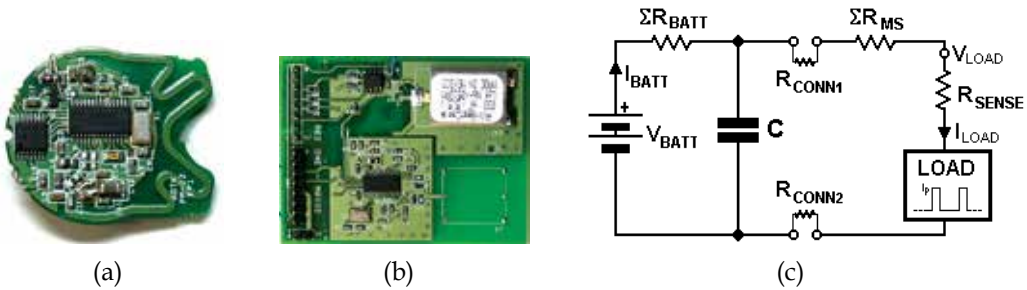 ΣR_BATT
ΣR_MS
I_BATT
R_CONN1
V_LOAD
R_SENSE
V_BATT
C
I_LOAD
LOAD
I_P
R_CONN2
(a)
(b)
(c)